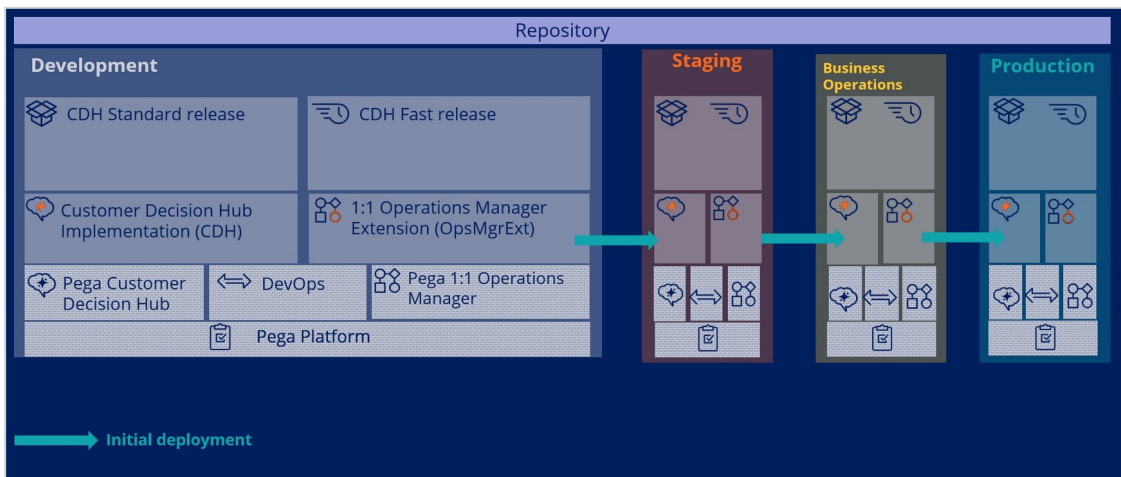 Repository
Development
Staging
Business
Operations
Production
CDH Standard release
CDH Fast release
Customer Decision Hub
Implementation (CDH)
1:1 Operations Manager
Extension (OpsMgrExt)
Pega Customer
Decision Hub
DevOps
Pega 1:1 Operations
Manager
Pega Platform
Initial deployment